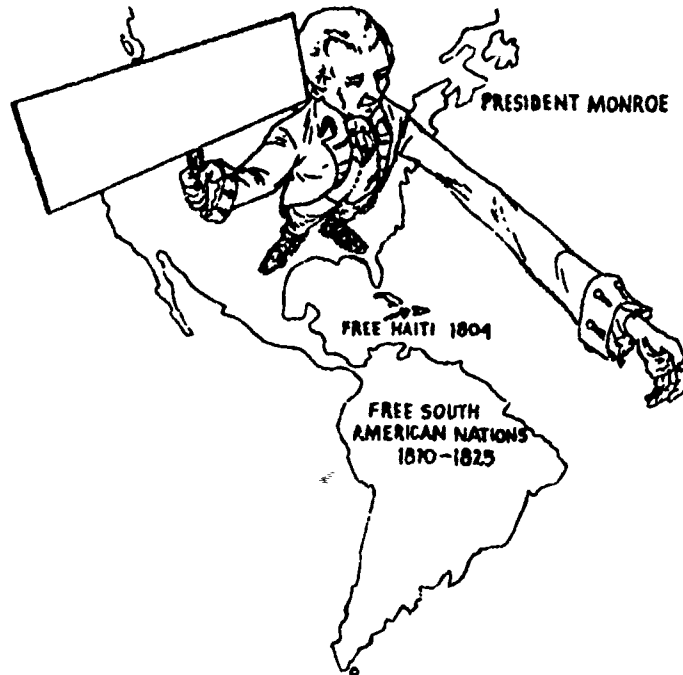 PRESIDENT MONROE
FREE HAITI 1804
FREE SOUTH
AMERICAN NATIONS
1810-1825